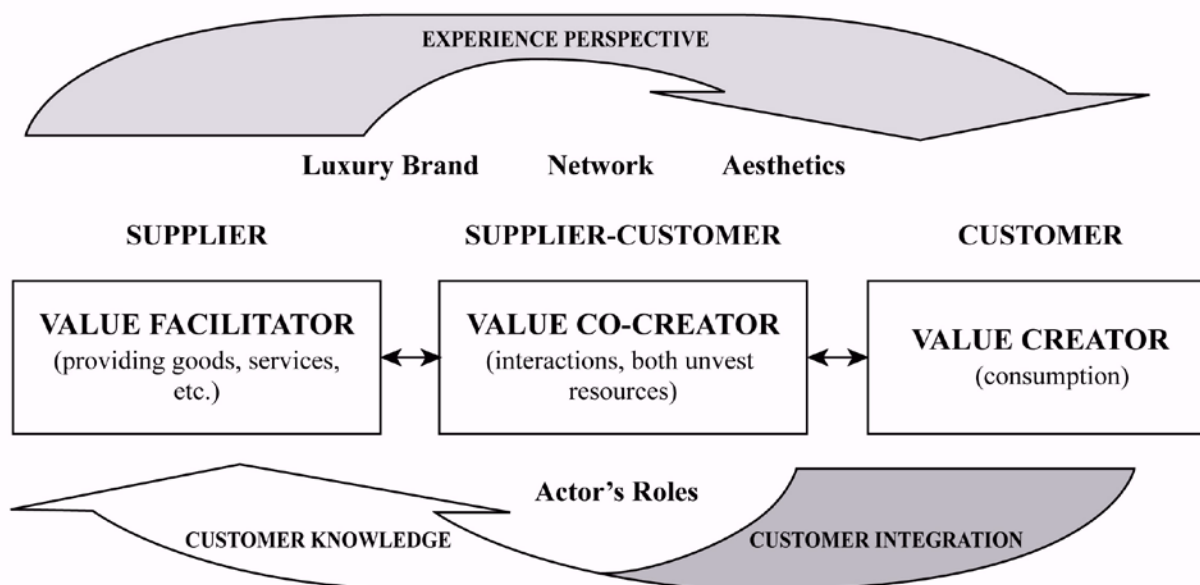 EXPERIENCE PERSPECTIVE
Luxury Brand Network Aesthetics
SUPPLIER SUPPLIER-CUSTOMER CUSTOMER
VALUE FACILITATOR
(providing goods, services,
etc.)
VALUE CO-CREATOR
(interactions, both unvest
resources)
VALUE CREATOR
(consumption)
Actor’s Roles
CUSTOMER KNOWLEDGE CUSTOMER INTEGRATION